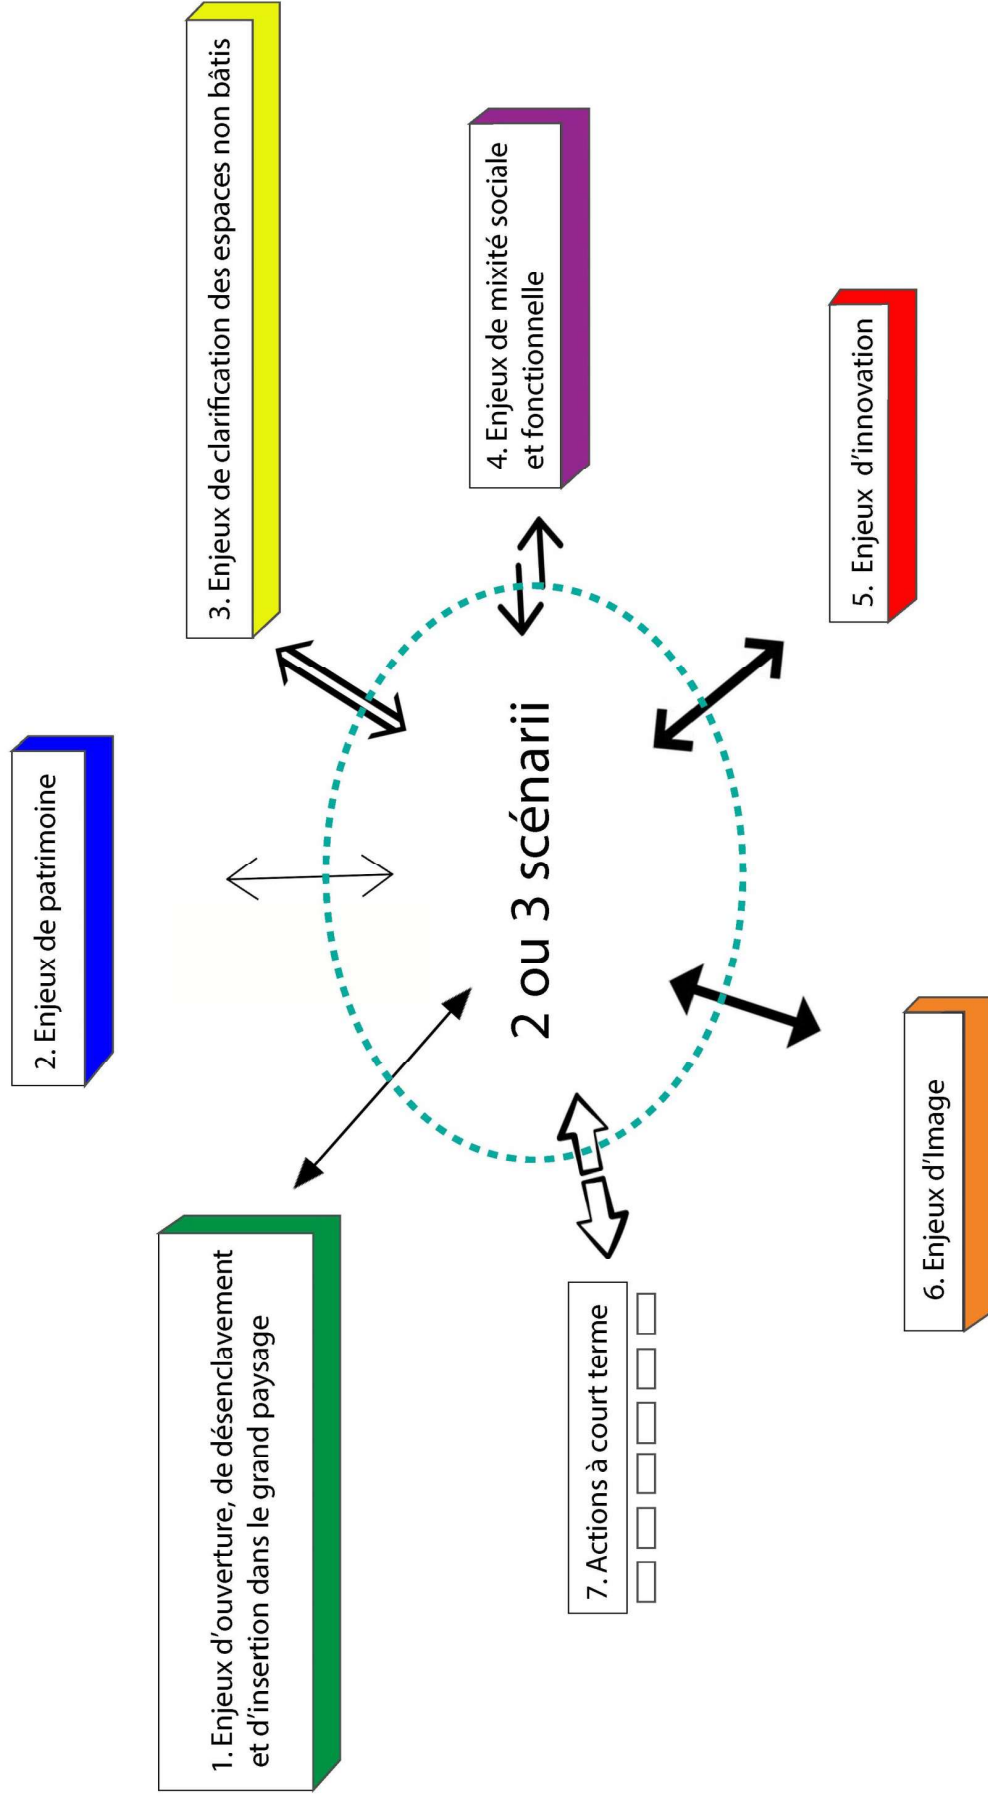 1. Enjeux d'ouverture, de désenclavement
et d'insertion dans le grand paysage
2. Enjeux de patrimoine
3. Enjeux de clarification des espaces non bâtis
4. Enjeux de mixité sociale
et fonctionnelle
5. Enjeux d'innovation
6. Enjeux d'Image
7. Actions à court terme
2 ou 3 scénarii